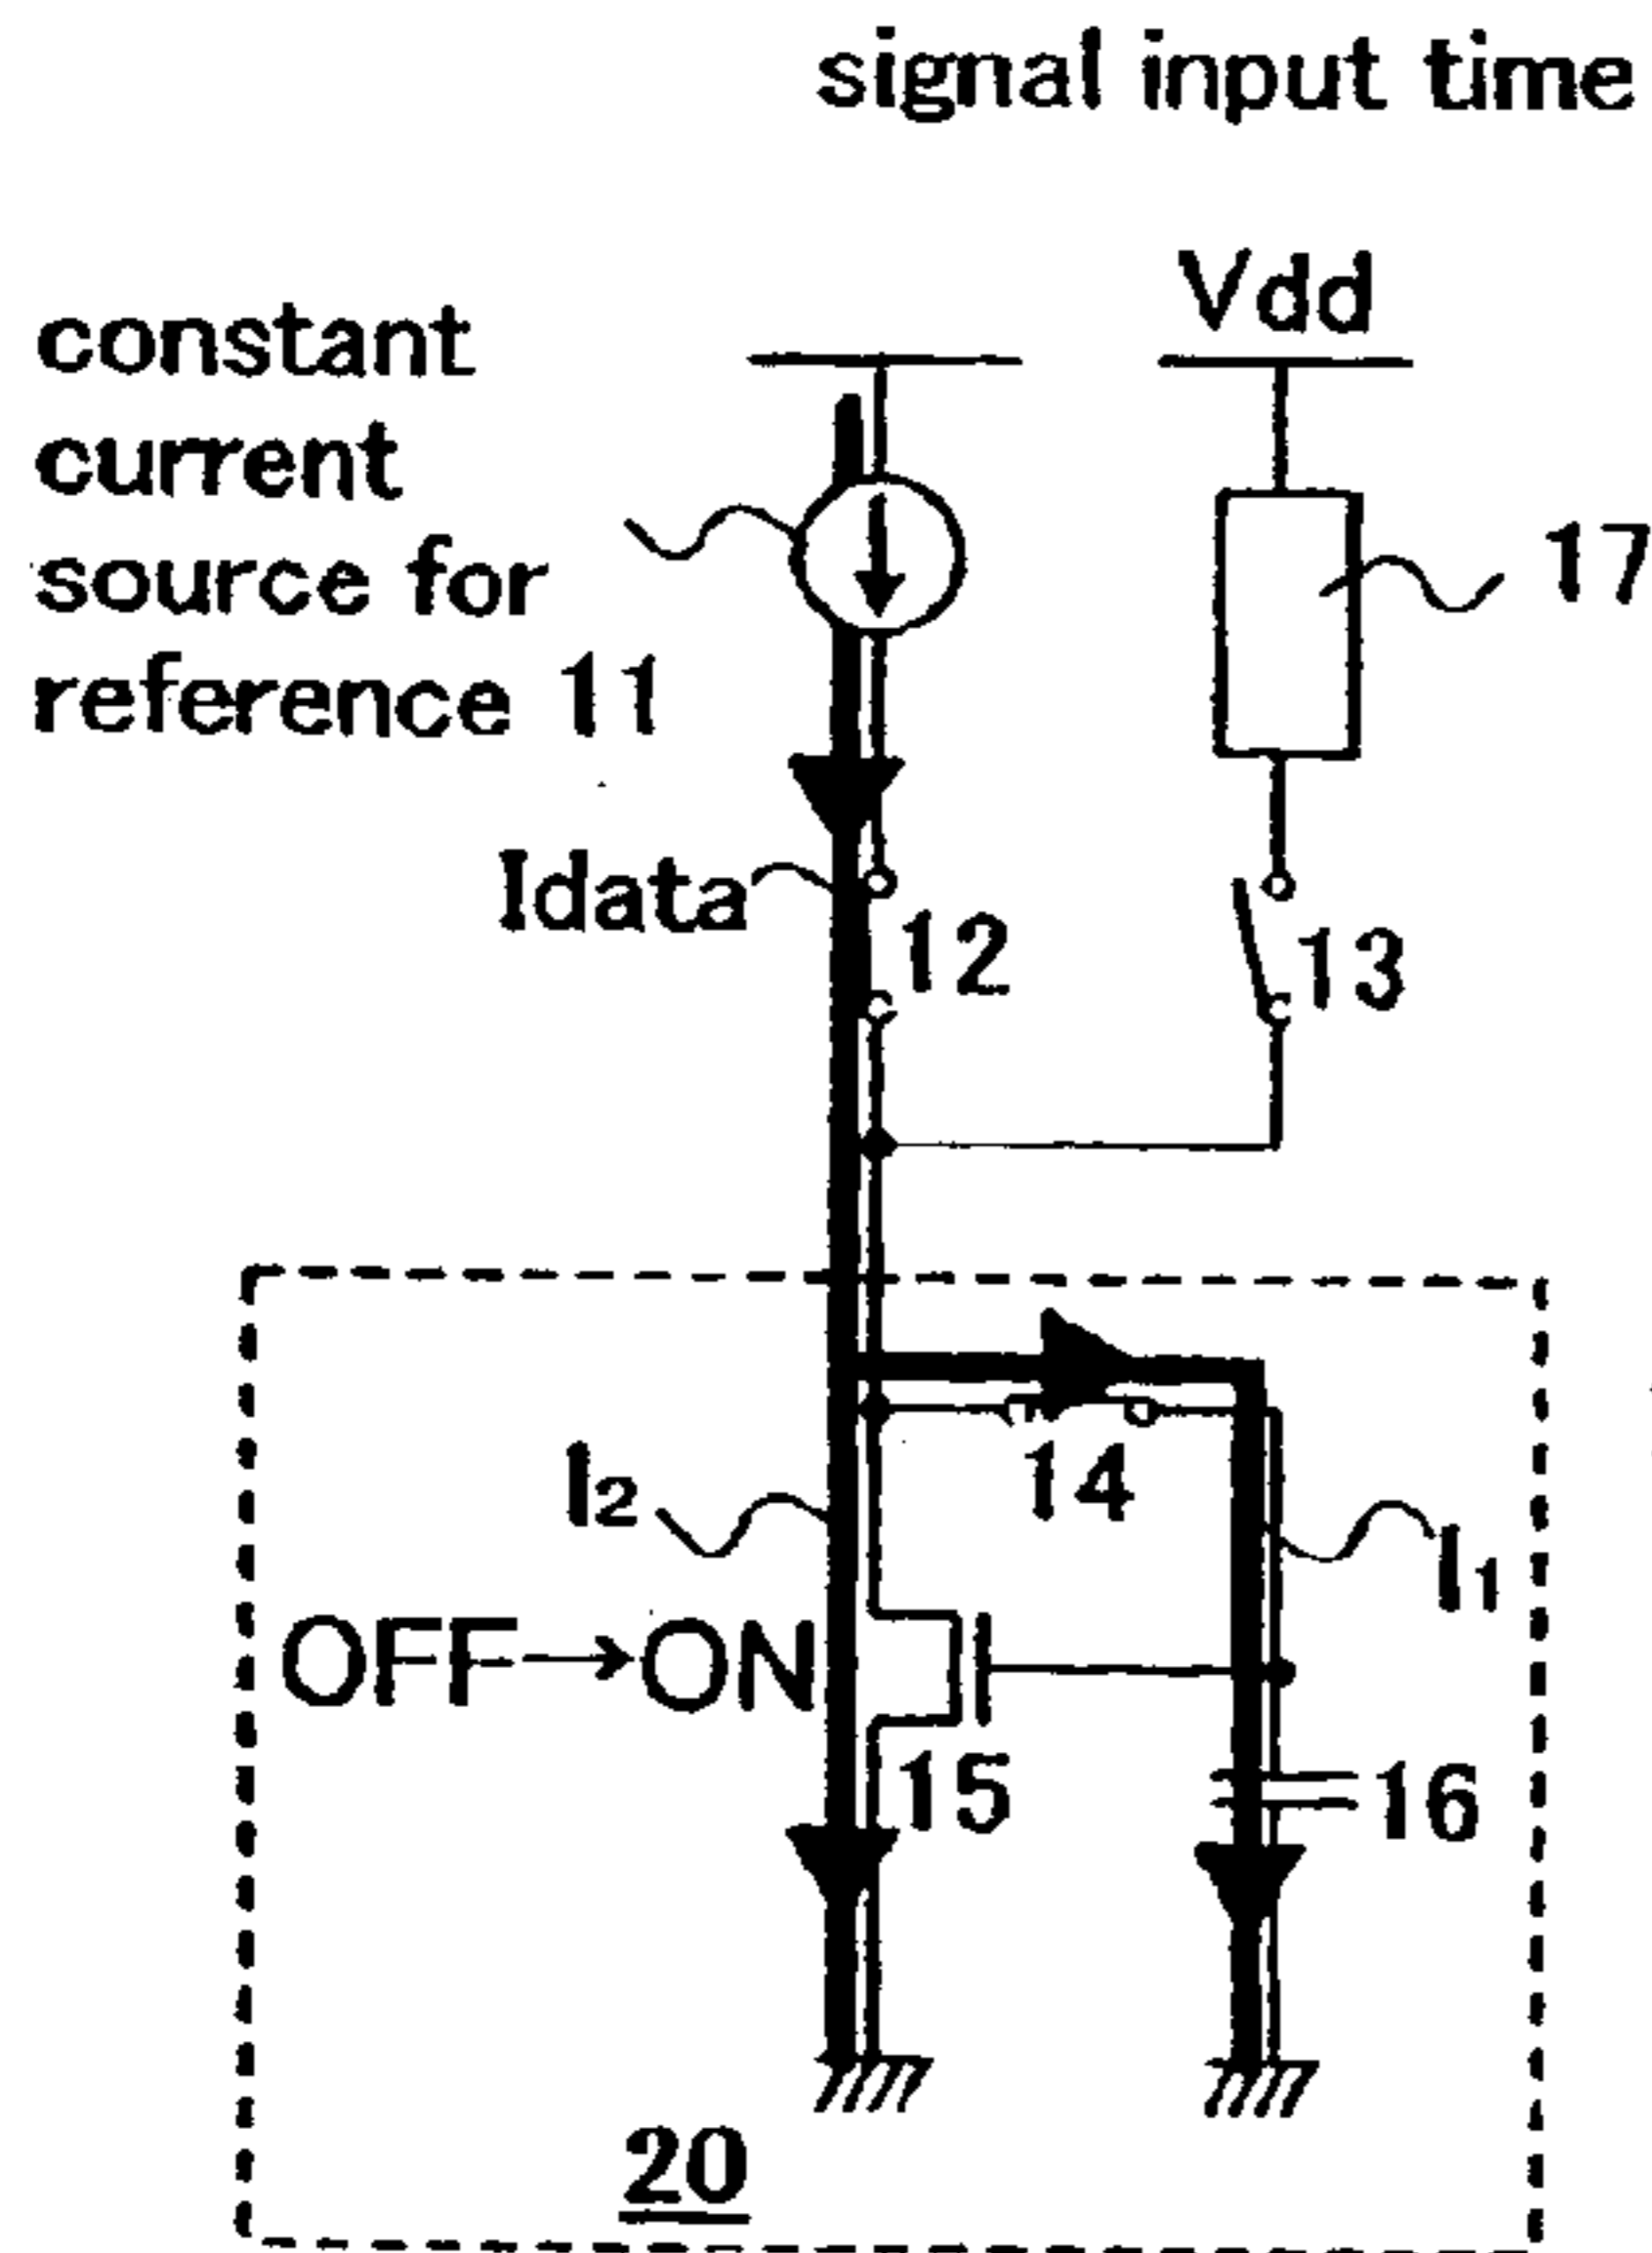 signal input time
Vdd
constant
current
source for
reference 11
17
Idata
12
13
14
I2
I1
OFF→ON
15
16
20